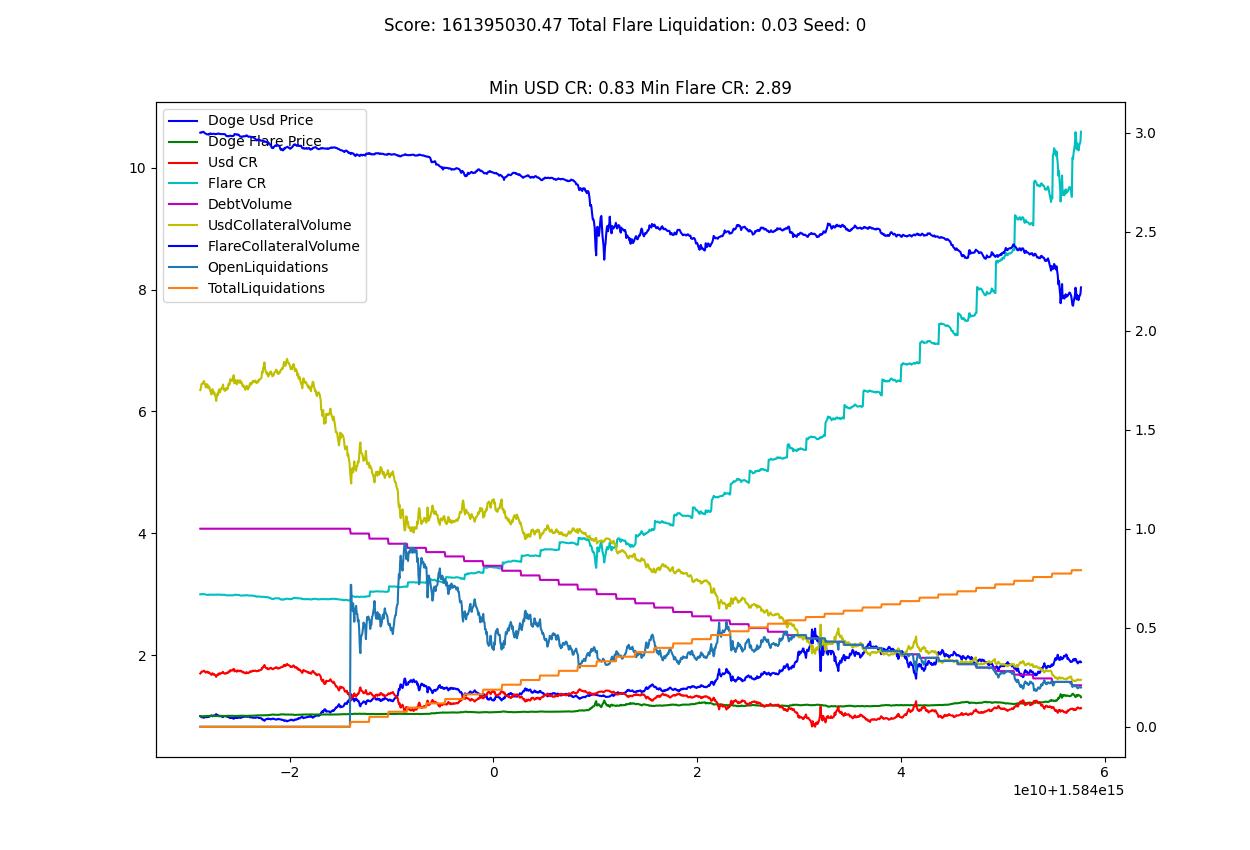 Score: 161395030.47 Total Flare Liquidation: 0.03 Seed: 0
Min USD CR: 0.83 Min Flare CR: 2.89
Doge Usd Price
Doge Flare Price
Usd CR
Flare CR
DebtVolume
UsdCollateralVolume
FlareCollateralVolume
OpenLiquidations
TotalLiquidations
10
8
6
4
2
3.0
2.5
2.0
1.5
1.0
0.5
0.0
−2
0
2
4
6
1e10+1.584e15